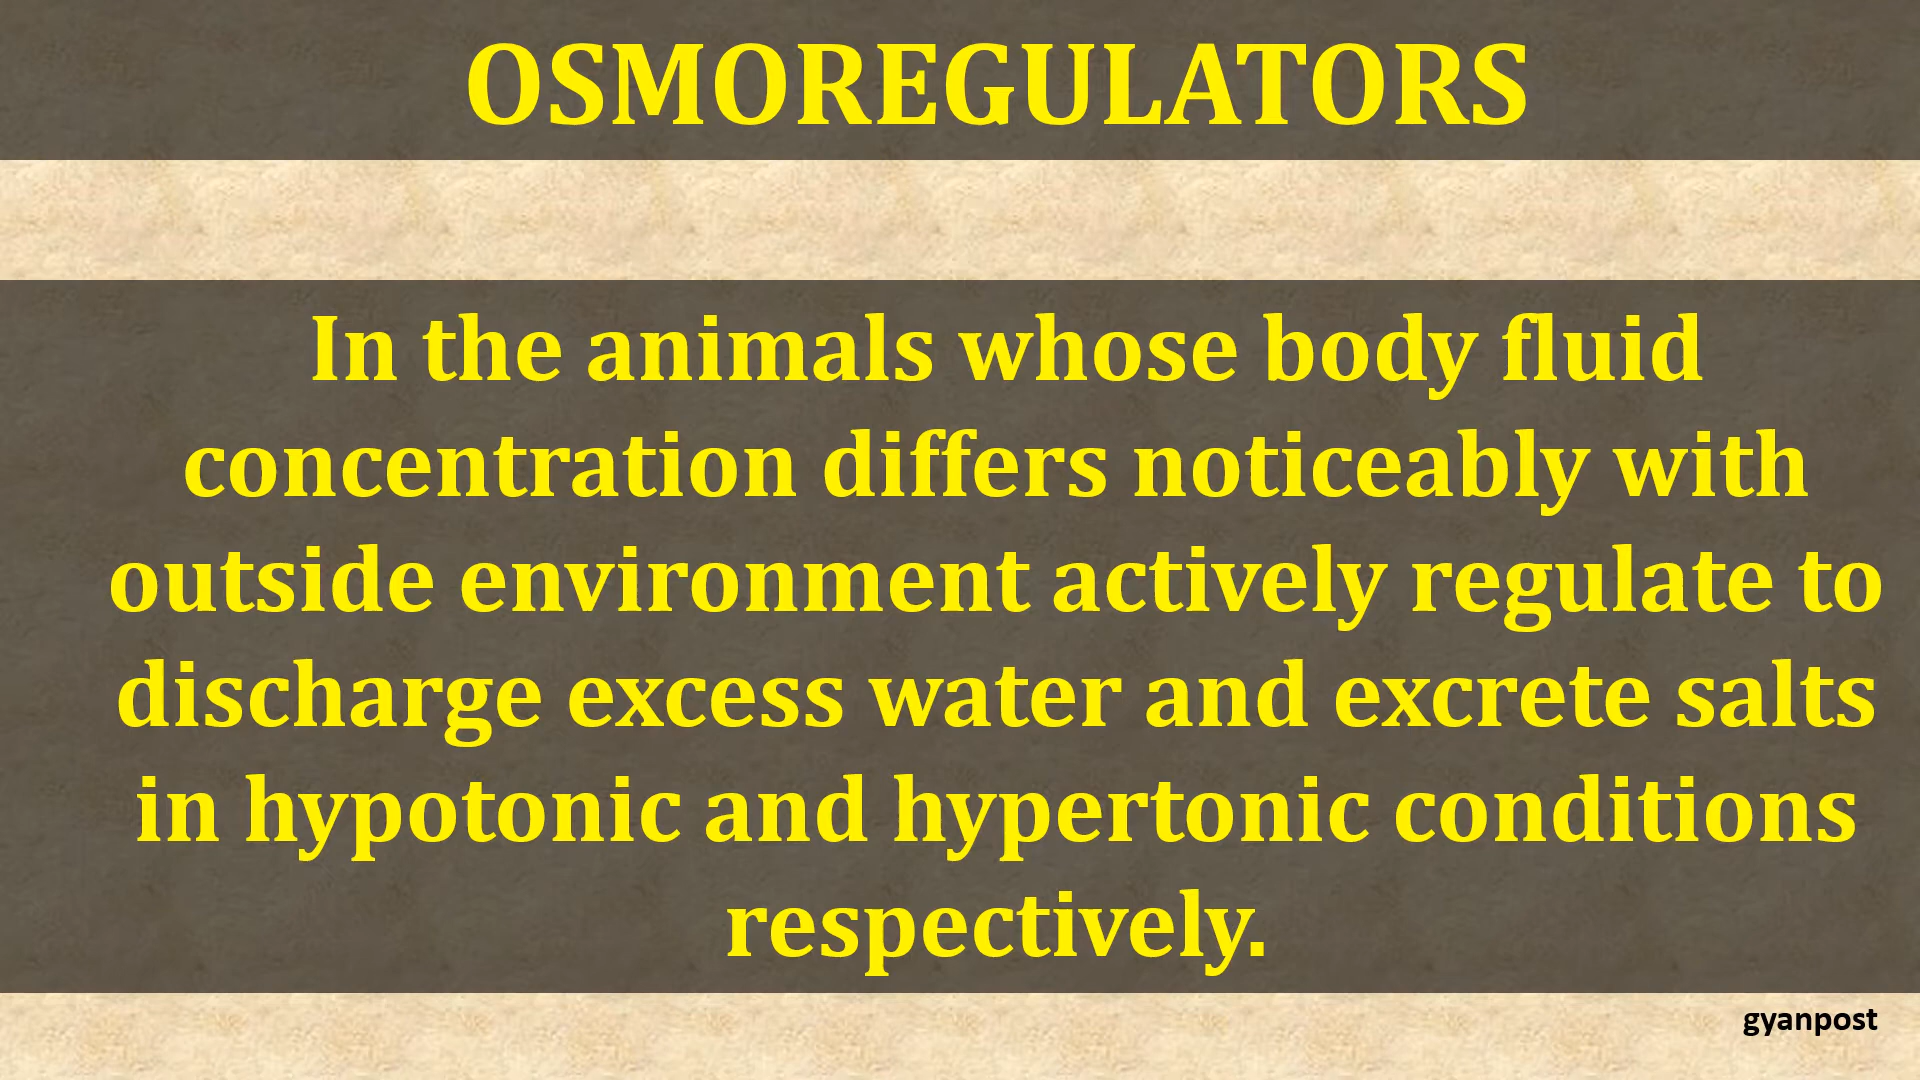 OSMOREGULATORS
In the animals whose body fluid
concentration differs noticeably with
outside environment actively regulate to
discharge excess water and excrete salts
in hypotonic and hypertonic conditions
respectively.
gyanpost